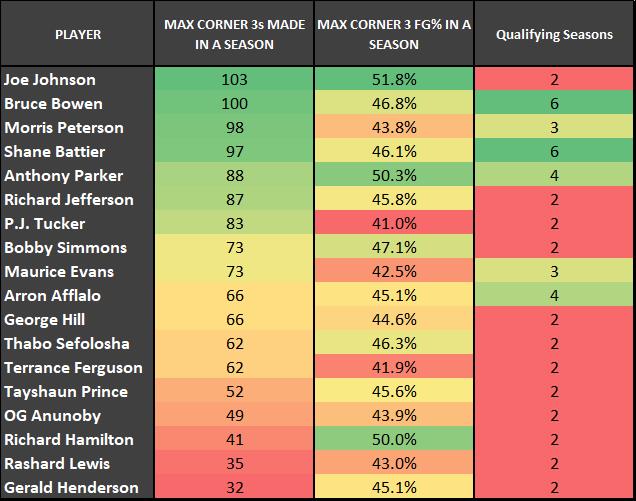 PLAYER MAX CORNER 3s MADE IN A SEASON MAX CORNER 3 FG% IN A SEASON Qualifying Seasons
Joe Johnson 103 51.8% 2
Bruce Bowen 100 46.8% 6
Morris Peterson 98 43.8% 3
Shane Battier 97 46.1% 6
Anthony Parker 88 50.3% 4
Richard Jefferson 87 45.8% 2
P.J. Tucker 83 41.0% 2
Bobby Simmons 73 47.1% 2
Maurice Evans 73 42.5% 3
Arron Afflalo 66 45.1% 4
George Hill 66 44.6% 2
Thabo Sefolosha 62 46.3% 2
Terrance Ferguson 62 41.9% 2
Tayshaun Prince 52 45.6% 2
OG Anunoby 49 43.9% 2
Richard Hamilton 41 50.0% 2
Rashard Lewis 35 43.0% 2
Gerald Henderson 32 45.1% 2